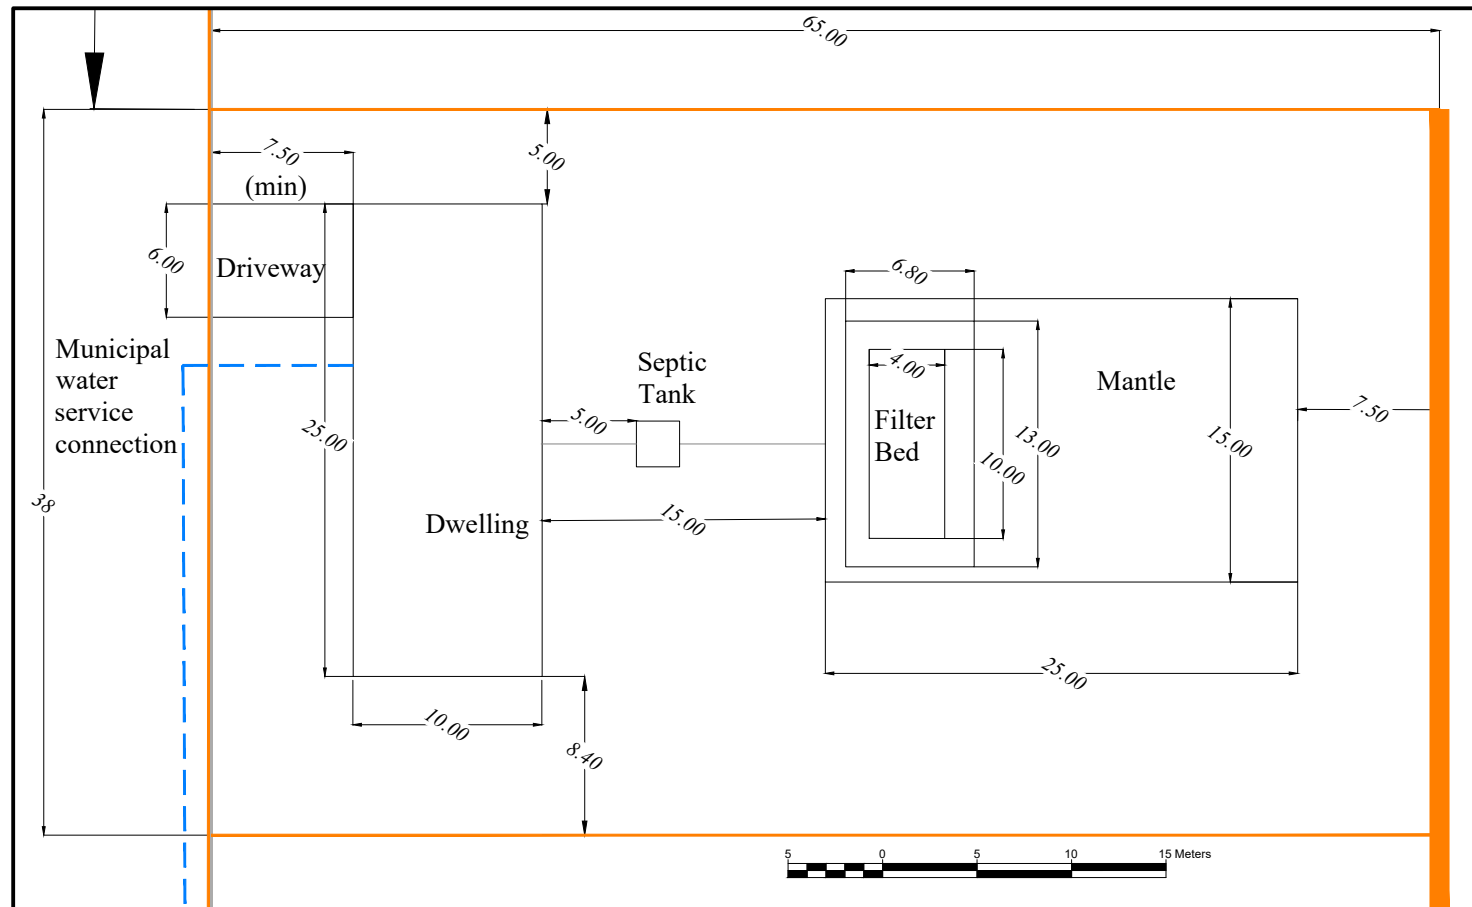 65.00
7.50
(min)
5.00
6.00
Driveway
6.80
Municipal
water
service
connection
Septic
Tank
4.00
Mantle
5.00
Filter
Bed
7.50
25.00
13.00
10.00
15.00
38
Dwelling
15.00
25.00
10.00
8.40
5 0 5 10 15 Meters